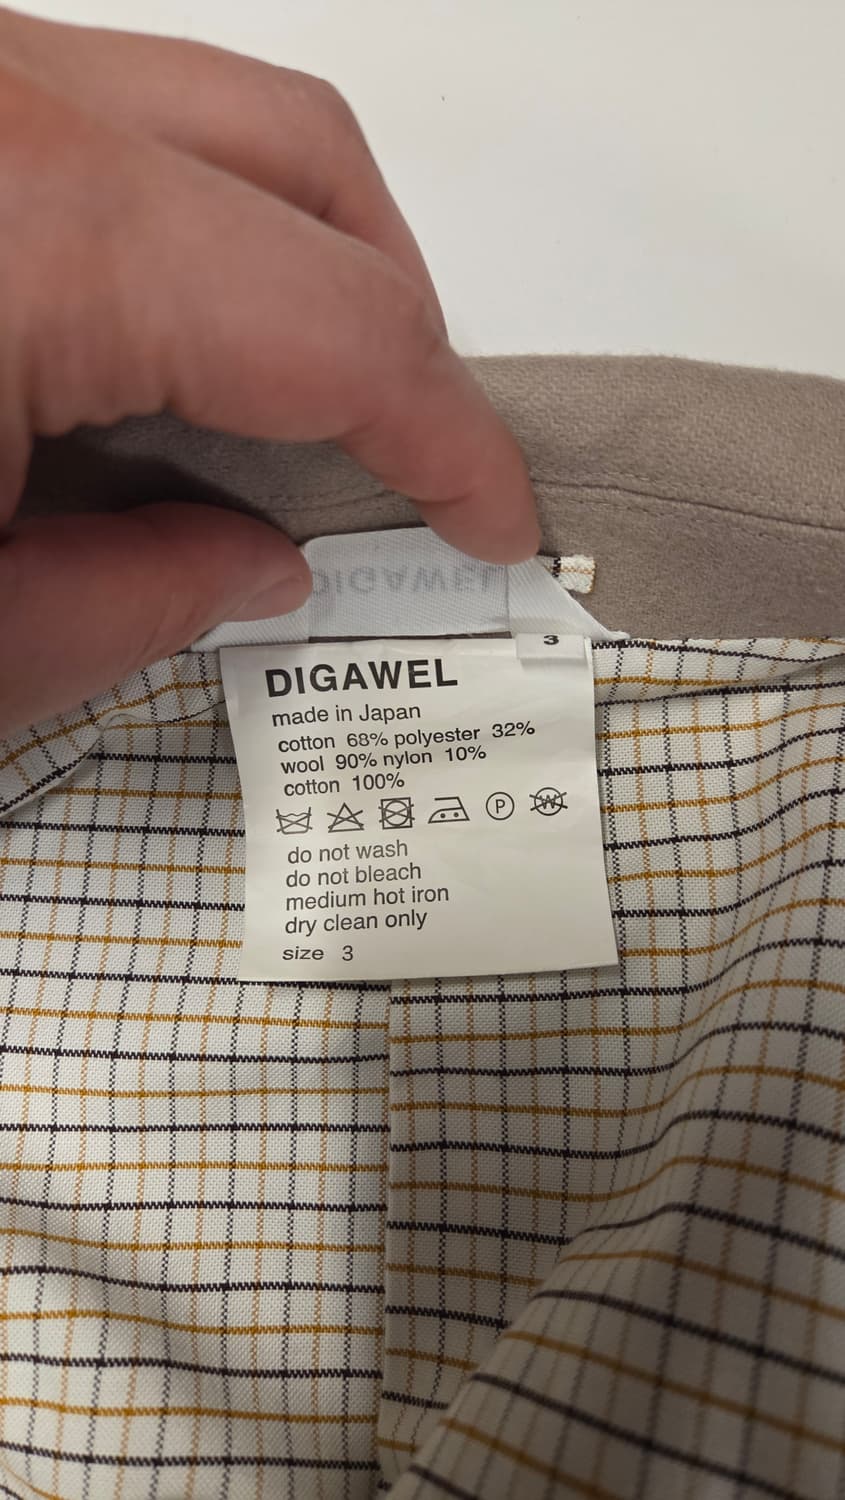 DIGAWEL
3
DIGAWEL
made in Japan
cotton 68% polyester 32%
wool 90% nylon 10%
cotton 100%
P
W
do not wash
do not bleach
medium hot iron
dry clean only
size 3